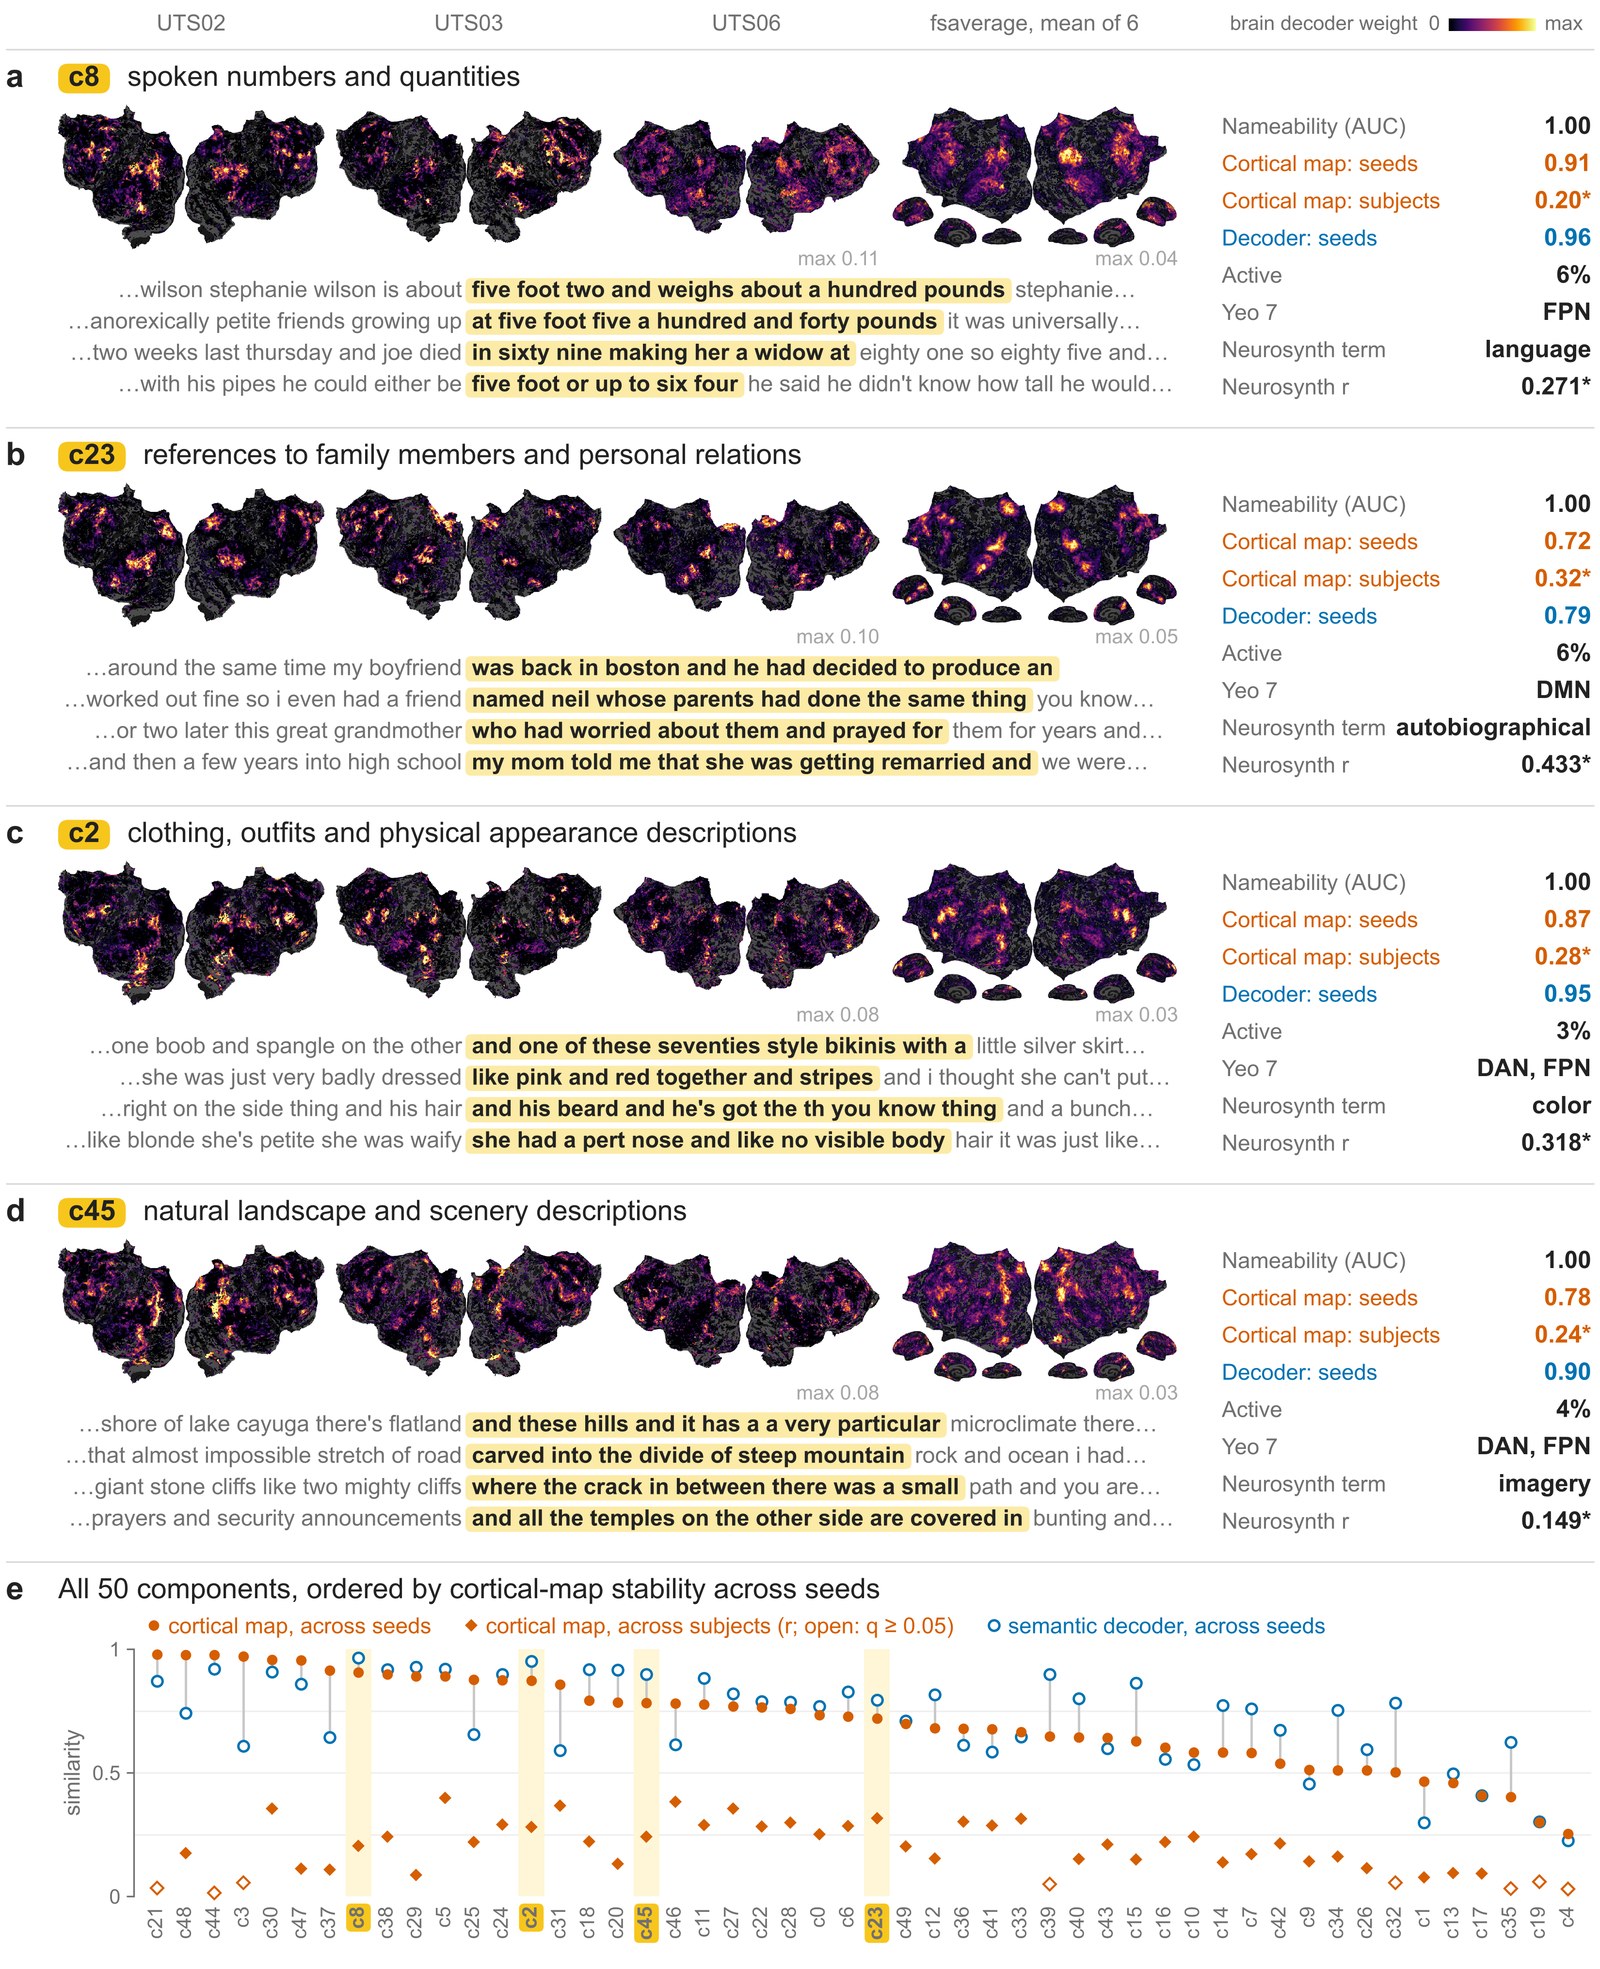 UTS02 UTS03 UTS06 fsaverage, mean of 6 brain decoder weight 0 max
a c8 spoken numbers and quantities
Nameability (AUC) 1.00
Cortical map: seeds 0.91
Cortical map: subjects 0.20*
Decoder: seeds 0.96
Active 6%
Yeo 7 FPN
Neurosynth term language
Neurosynth r 0.271*
max 0.11 max 0.04
…wilson stephanie wilson is about five foot two and weighs about a hundred pounds stephanie…
…anorexically petite friends growing up at five foot five a hundred and forty pounds it was universally…
…two weeks last thursday and joe died in sixty nine making her a widow at eighty one so eighty five and…
…with his pipes he could either be five foot or up to six four he said he didn't know how tall he would…
b c23 references to family members and personal relations
Nameability (AUC) 1.00
Cortical map: seeds 0.72
Cortical map: subjects 0.32*
Decoder: seeds 0.79
Active 6%
Yeo 7 DMN
Neurosynth term autobiographical
Neurosynth r 0.433*
max 0.10 max 0.05
…around the same time my boyfriend was back in boston and he had decided to produce an
…worked out fine so i even had a friend named neil whose parents had done the same thing you know…
…or two later this great grandmother who had worried about them and prayed for them for years and…
…and then a few years into high school my mom told me that she was getting remarried and we were…
c c2 clothing, outfits and physical appearance descriptions
Nameability (AUC) 1.00
Cortical map: seeds 0.87
Cortical map: subjects 0.28*
Decoder: seeds 0.95
Active 3%
Yeo 7 DAN, FPN
Neurosynth term color
Neurosynth r 0.318*
max 0.08 max 0.03
…one boob and spangle on the other and one of these seventies style bikinis with a little silver skirt…
…she was just very badly dressed like pink and red together and stripes and i thought she can't put…
…right on the side thing and his hair and his beard and he's got the th you know thing and a bunch…
…like blonde she's petite she was waify she had a pert nose and like no visible body hair it was just like…
d c45 natural landscape and scenery descriptions
Nameability (AUC) 1.00
Cortical map: seeds 0.78
Cortical map: subjects 0.24*
Decoder: seeds 0.90
Active 4%
Yeo 7 DAN, FPN
Neurosynth term imagery
Neurosynth r 0.149*
max 0.08 max 0.03
…shore of lake cayuga there's flatland and these hills and it has a a very particular microclimate there…
…that almost impossible stretch of road carved into the divide of steep mountain rock and ocean i had…
…giant stone cliffs like two mighty cliffs where the crack in between there was a small path and you are…
…prayers and security announcements and all the temples on the other side are covered in bunting and…
e All 50 components, ordered by cortical-map stability across seeds
cortical map, across seeds cortical map, across subjects (r; open: q ≥ 0.05) semantic decoder, across seeds
1
0.5
0
similarity
c21 c48 c44 c3 c30 c47 c37 c8 c38 c29 c5 c25 c24 c2 c31 c18 c20 c45 c46 c11 c27 c22 c28 c0 c6 c23 c49 c12 c36 c41 c33 c39 c40 c43 c15 c16 c10 c14 c7 c42 c9 c34 c26 c32 c1 c13 c17 c35 c19 c4